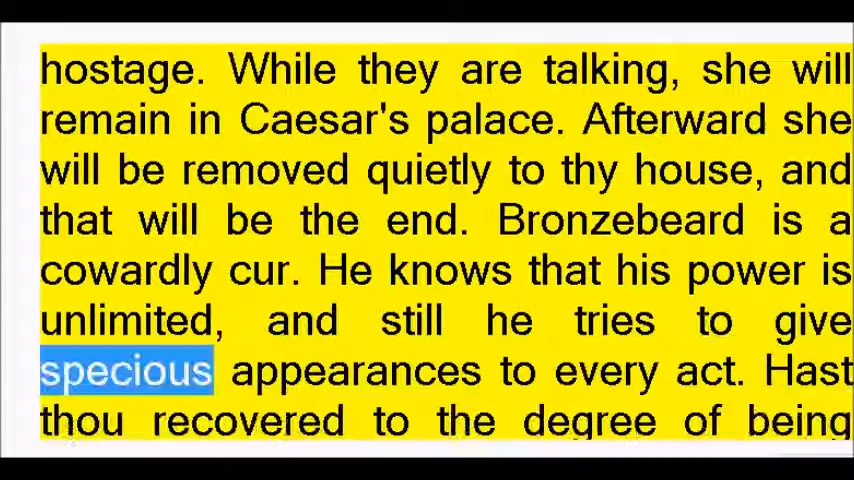 hostage. While they are talking, she will
remain in Caesar's palace. Afterward she
will be removed quietly to thy house, and
that will be the end. Bronzebeard is a
cowardly cur. He knows that his power is
unlimited, and still he tries to give
specious appearances to every act. Hast
thou recovered to the degree of being